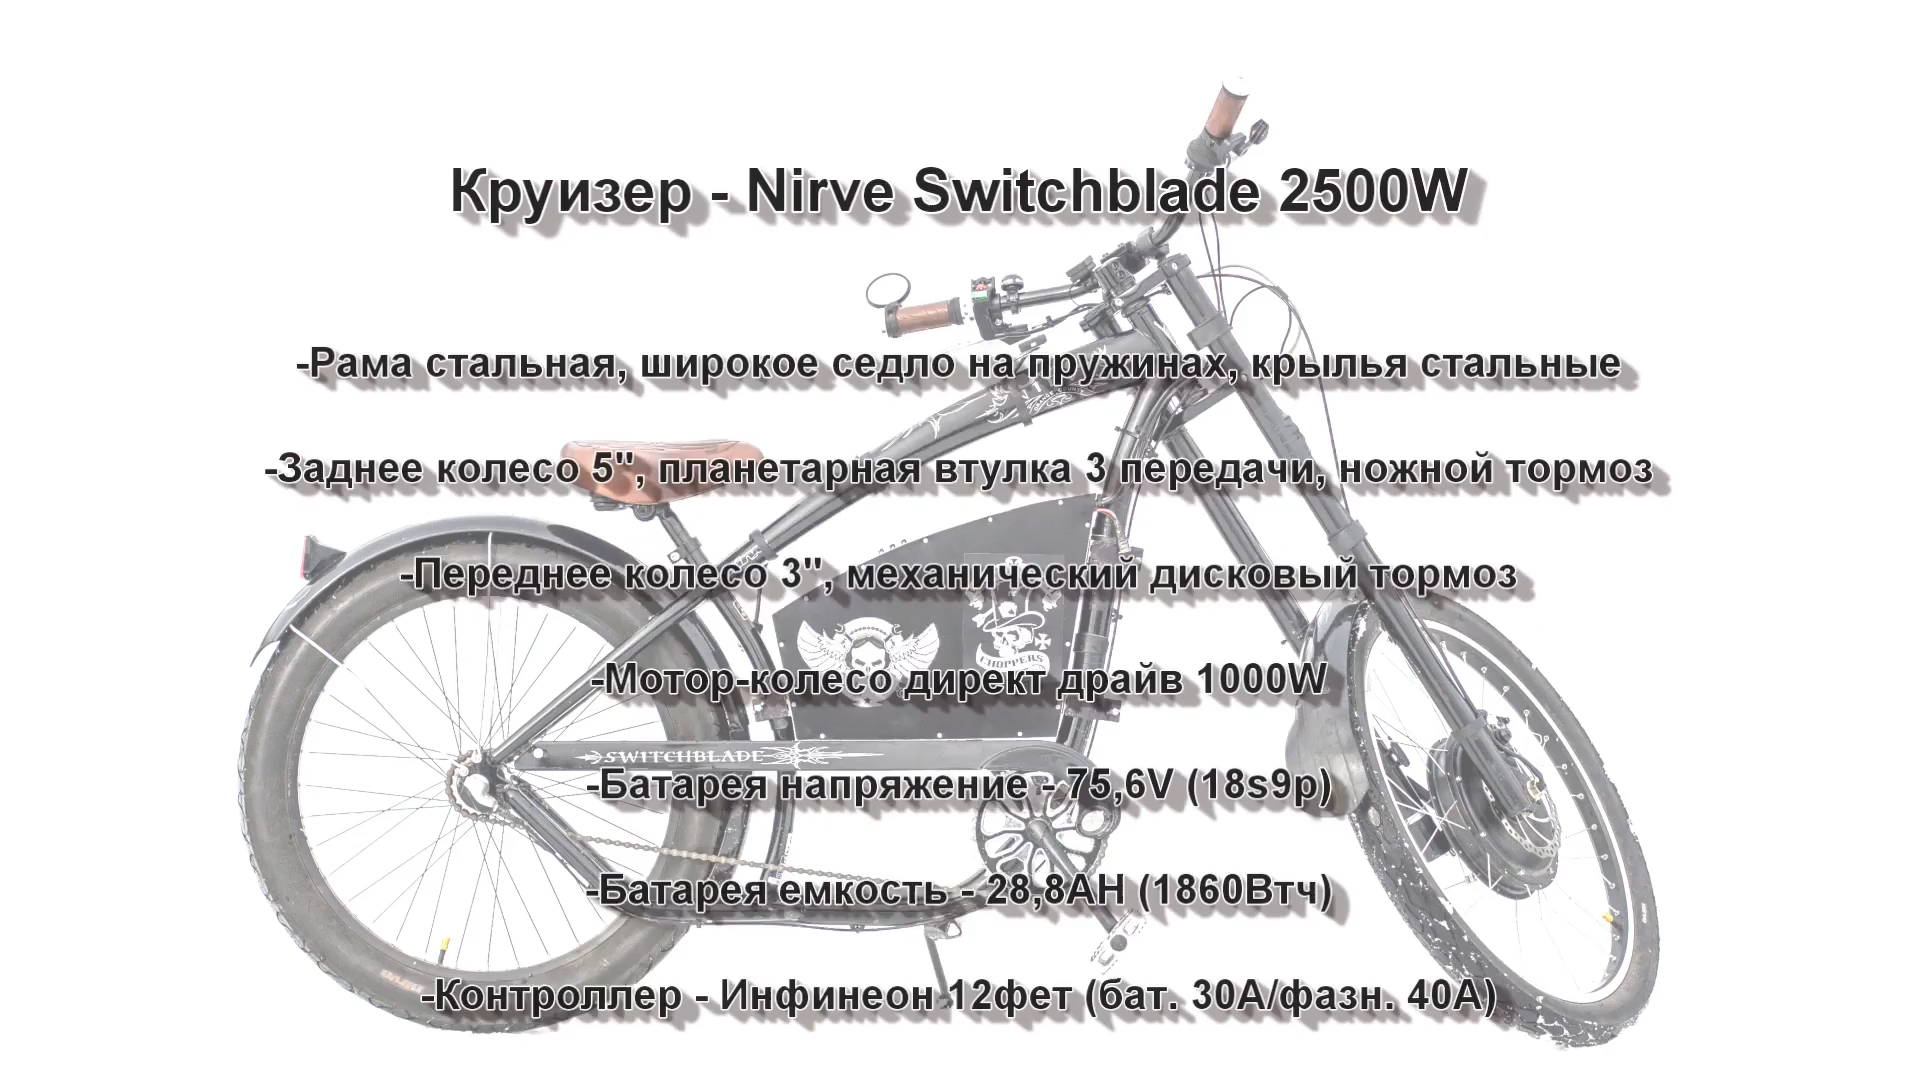 Круизер - Nirve Switchblade 2500W
-Рама стальная, широкое седло на пружинах, крылья стальные
-Заднее колесо 5", планетарная втулка 3 передачи, ножной тормоз
-Переднее колесо 3", механический дисковый тормоз
CHOPPERS
-Мотор-колесо директ драйв 1000W
SWITCHBLADE
-Батарея напряжение - 75,6V (18s9p)
-Батарея емкость - 28,8AH (1860Втч)
-Контроллер - Инфинеон 12фет (бат. 30А/фазн. 40А)